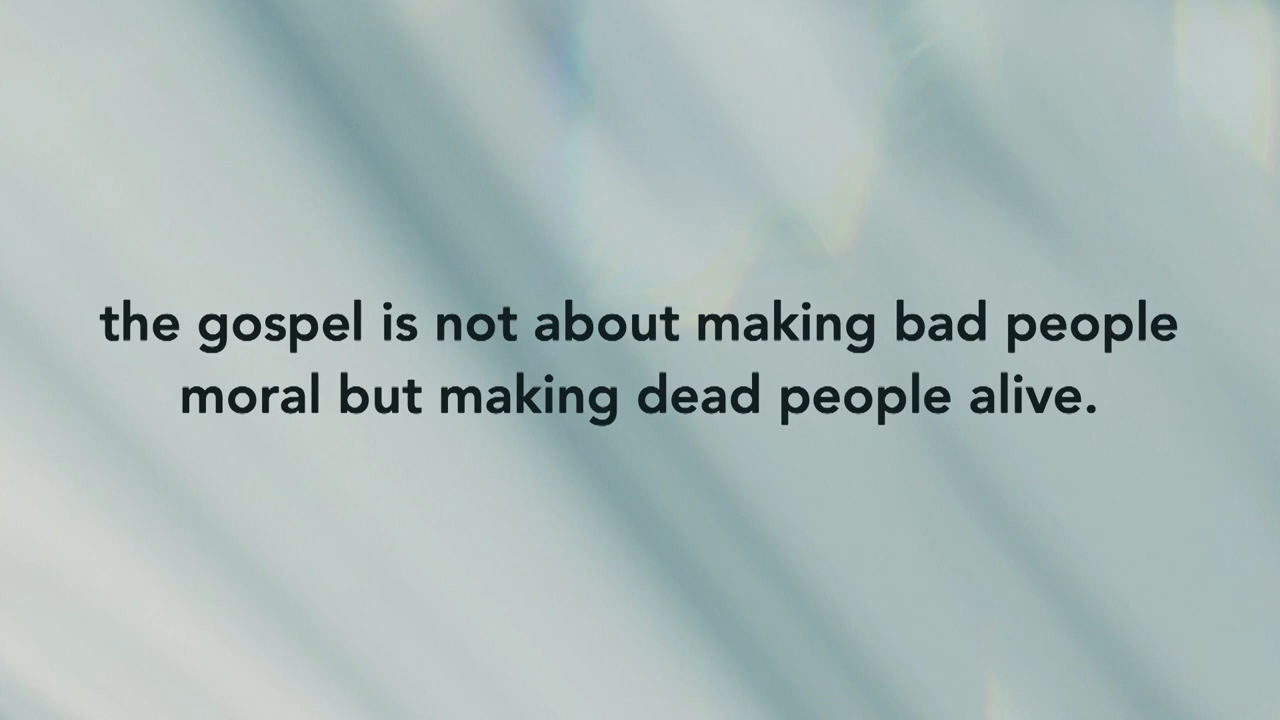 the gospel is not about making bad people
moral but making dead people alive.